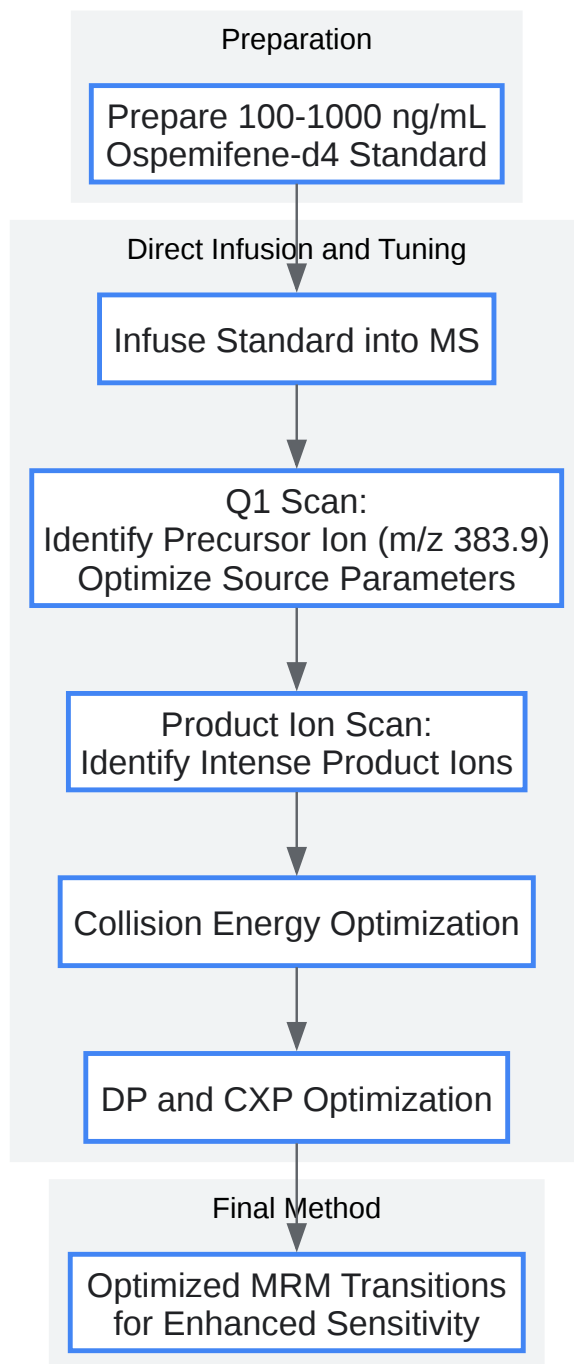 Preparation
Prepare 100-1000 ng/mL
Ospemifene-d4 Standard
Direct Infusion and Tuning
Infuse Standard into MS
Q1 Scan:
Identify Precursor Ion (m/z 383.9)
Optimize Source Parameters
Product Ion Scan:
Identify Intense Product Ions
Collision Energy Optimization
DP and CXP Optimization
Final Method
Optimized MRM Transitions
for Enhanced Sensitivity